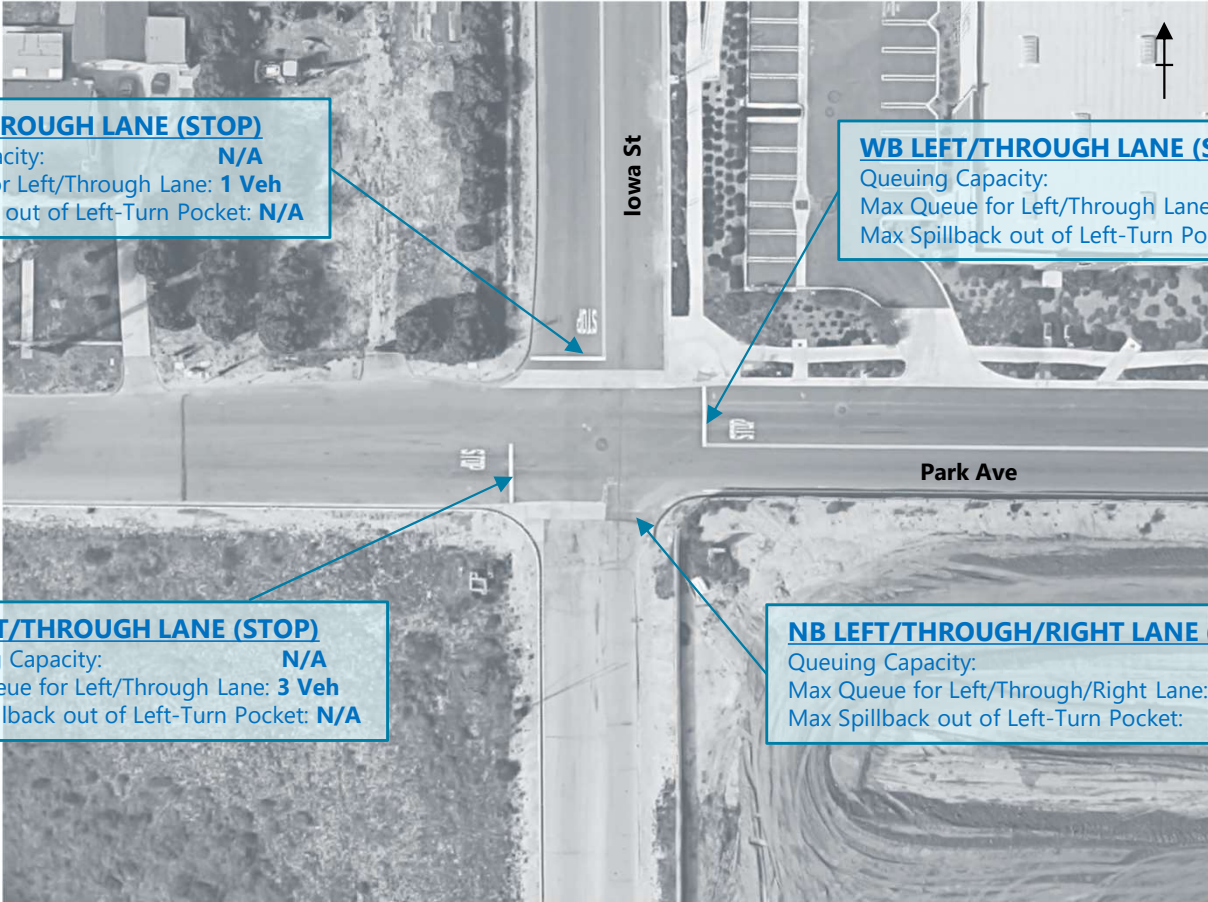 ROUGH LANE (STOP)
acity: N/A
or Left/Through Lane: 1 Veh
out of Left-Turn Pocket: N/A
Iowa St
WB LEFT/THROUGH LANE (S
Queuing Capacity:
Max Queue for Left/Through Lane
Max Spillback out of Left-Turn Po
STOP
STOP
STOP
Park Ave
T/THROUGH LANE (STOP)
Capacity: N/A
eue for Left/Through Lane: 3 Veh
llback out of Left-Turn Pocket: N/A
NB LEFT/THROUGH/RIGHT LANE
Queuing Capacity:
Max Queue for Left/Through/Right Lane:
Max Spillback out of Left-Turn Pocket: